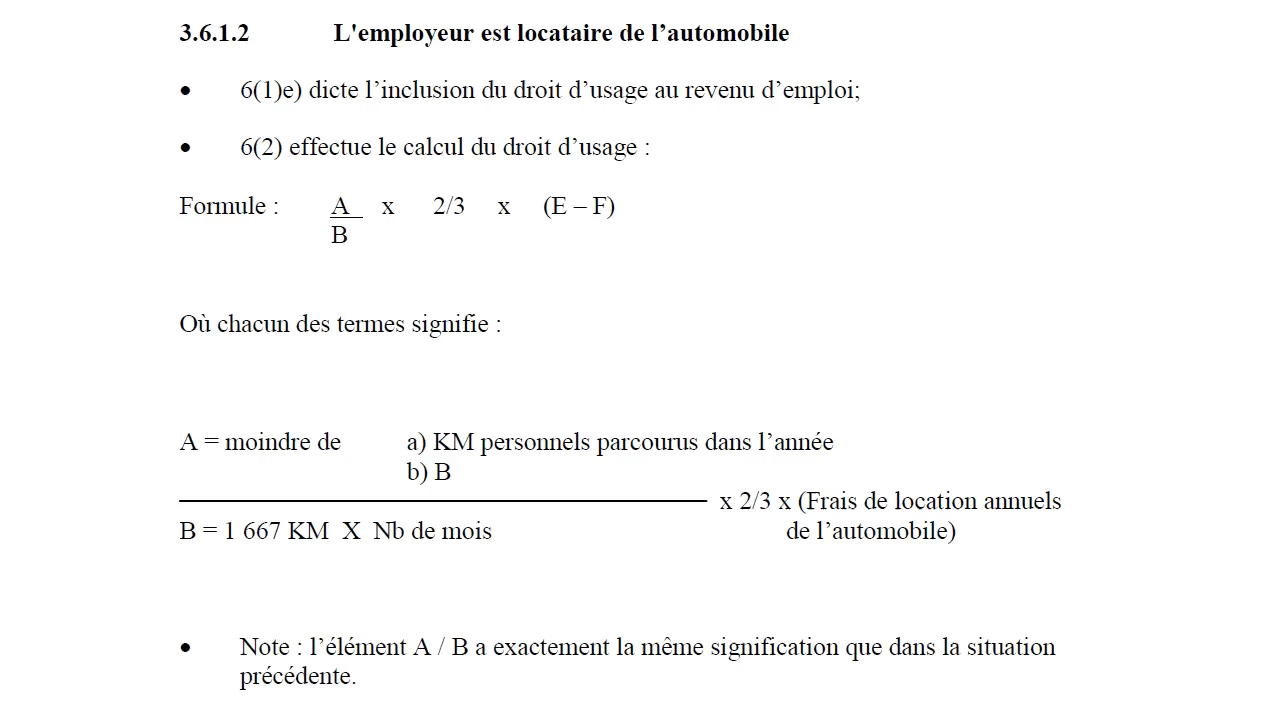 3.6.1.2 L'employeur est locataire de l’automobile
• 6(1)e) dicte l’inclusion du droit d’usage au revenu d’emploi;
• 6(2) effectue le calcul du droit d’usage :
Formule : A x 2/3 x (E – F)
B
Où chacun des termes signifie :
A = moindre de a) KM personnels parcourus dans l’année
b) B
x 2/3 x (Frais de location annuels
B = 1 667 KM X Nb de mois de l’automobile)
• Note : l’élément A / B a exactement la même signification que dans la situation
précédente.